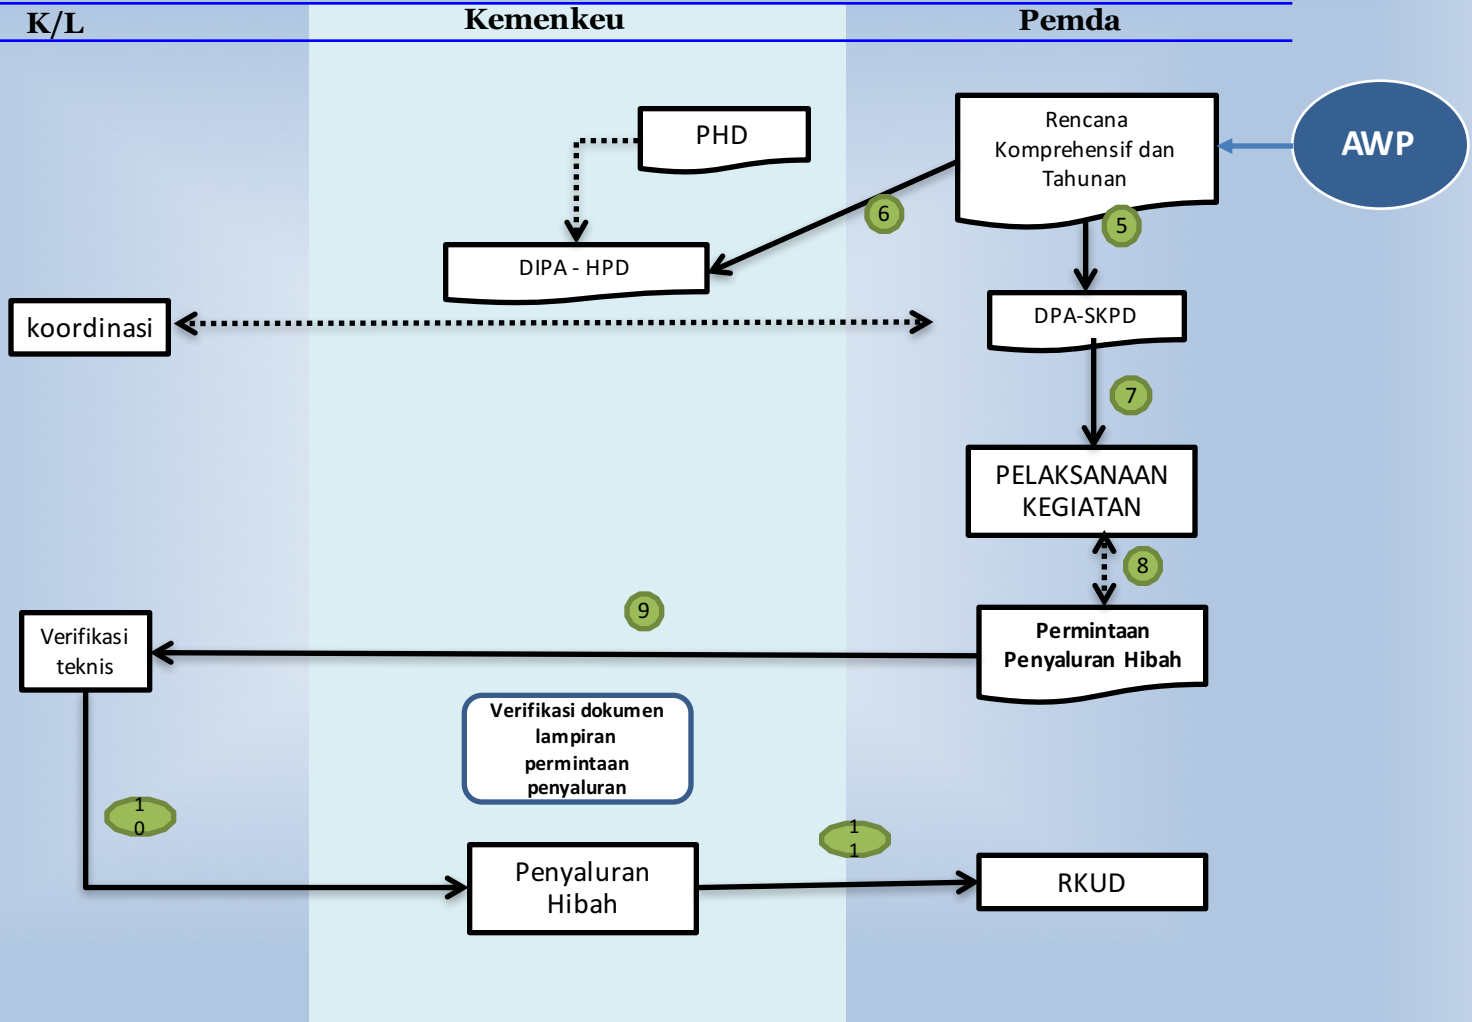 K/L
Kemenkeu
Pemda
PHD
Rencana
Komprehensif dan
Tahunan
AWP
6
5
DIPA - HPD
koordinasi
DPA-SKPD
7
PELAKSANAAN
KEGIATAN
8
9
Verifikasi
teknis
Permintaan
Penyaluran Hibah
Verifikasi dokumen
lampiran
permintaan
penyaluran
1
0
1
1
Penyaluran
Hibah
RKUD